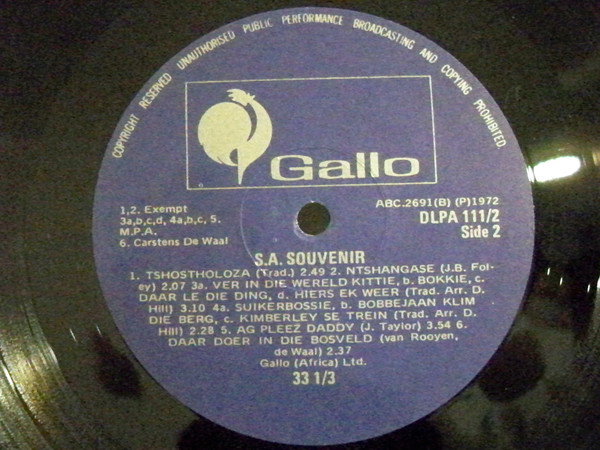 COPYRIGHT RESERVED UNAUTHORISED PUBLIC PERFORMANCE BROADCASTING AND COPYING PROHIBITED.
Gallo
ABC.2691(B) (P)1972
DLPA 111/2
Side 2
1,2. Exempt
3a,b,c,d, 4a,b,c, 5.
M.P.A.
6. Carstens De Waal
S.A. SOUVENIR
1. TSHOSTHOLOZA (Trad.) 2.49 2. NTSHANGASE (J.B. Fol-
ey) 2.07 3a. VER IN DIE WERELD KITTIE, b. BOKKIE, c.
DAAR LE DIE DING, d. HIERS EK WEER (Trad. Arr. D.
Hill) 3.10 4a. SUIKERBOSSIE, b. BOBBEJAAN KLIM
DIE BERG, c. KIMBERLEY SE TREIN (Trad. Arr. D.
Hill) 2.28 5. AG PLEEZ DADDY (J. Taylor) 3.54 6.
DAAR DOER IN DIE BOSVELD (van Rooyen,
de Waal) 2.37
Gallo (Africa) Ltd.
33 1/3